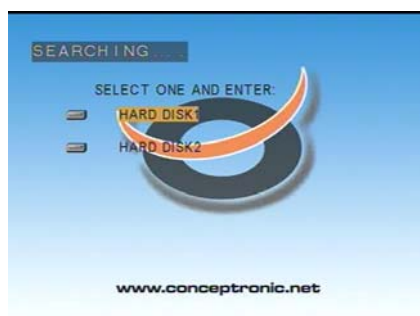 SEARCHING....
SELECT ONE AND ENTER:
HARD DISK1
HARD DISK2
www.conceptronic.net